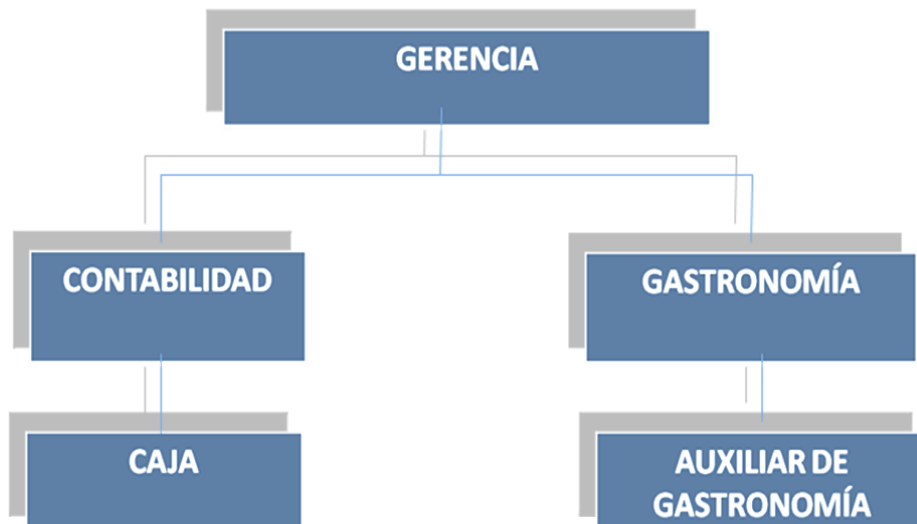 GERENCIA
CONTABILIDAD
GASTRONOMÍA
CAJA
AUXILIAR DE
GASTRONOMÍA